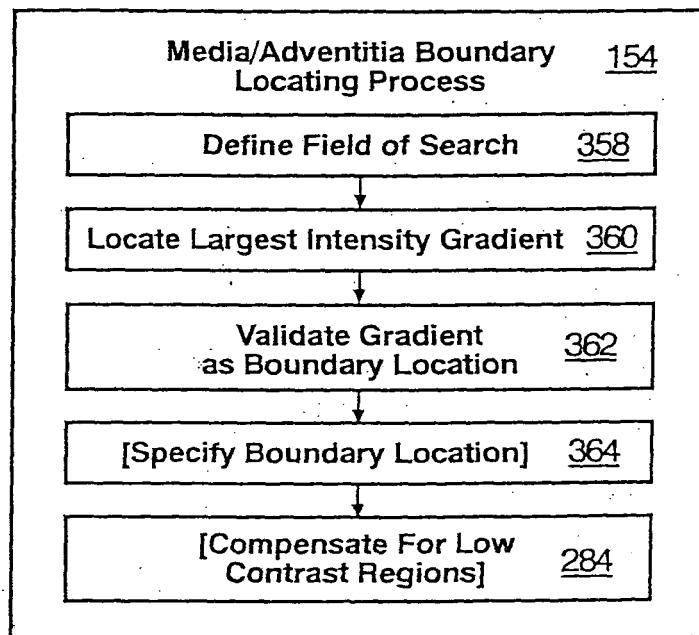 Media/Adventitia Boundary 154
Locating Process
Define Field of Search 358
Locate Largest Intensity Gradient 360
Validate Gradient
as Boundary Location 362
[Specify Boundary Location] 364
[Compensate For Low
Contrast Regions] 284